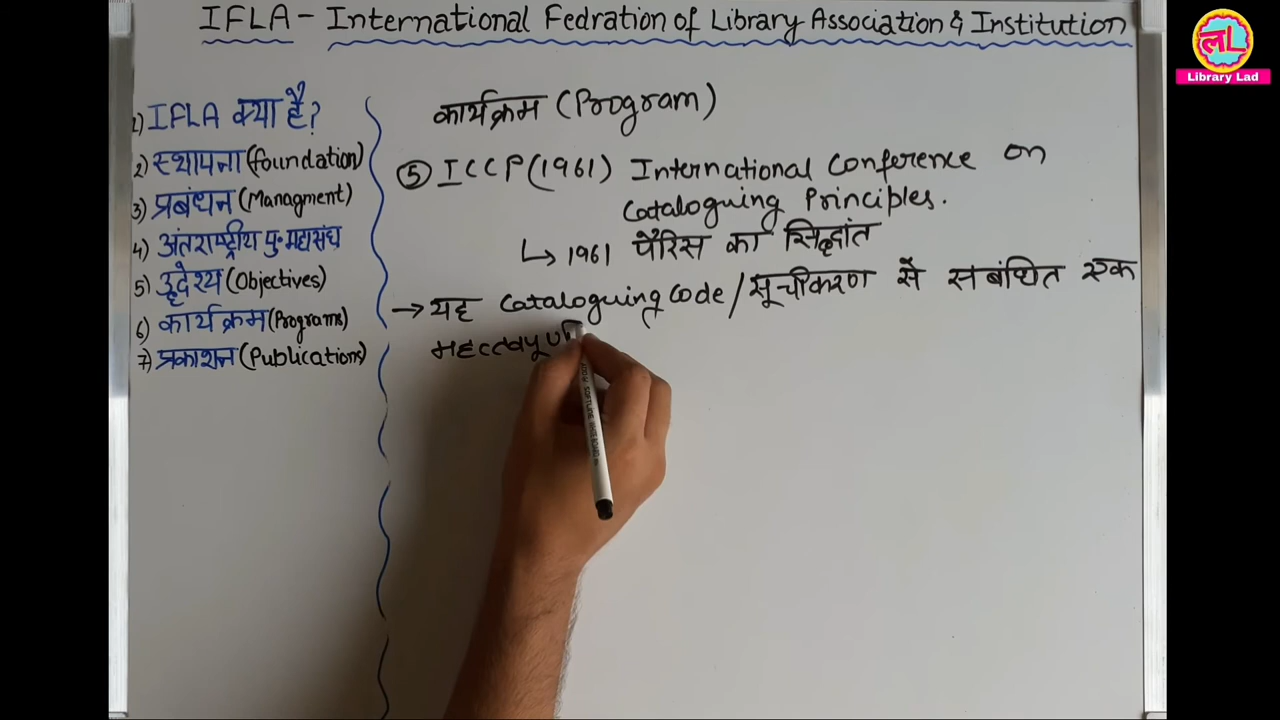 IFLA - International Fedration of Library Association & Institution
लL
Library Lad
1) IFLA क्या है?
2) स्थापना (foundation)
3) प्रबंधन (Managment)
4) अंतराष्ट्रीय पु॰ महासंघ
5) उद्देश्य (Objectives)
6) कार्यक्रम (Programs)
7) प्रकाशन (Publications)
कार्यक्रम (Program)
⑤ ICCP (1961) International Conference on
Cataloguing Principles.
↳ 1961 पेरिस का सिद्धांत
→ यह Cataloguing Code / सूचीकरण से सबंधित एक
महत्त्वपूर्ण